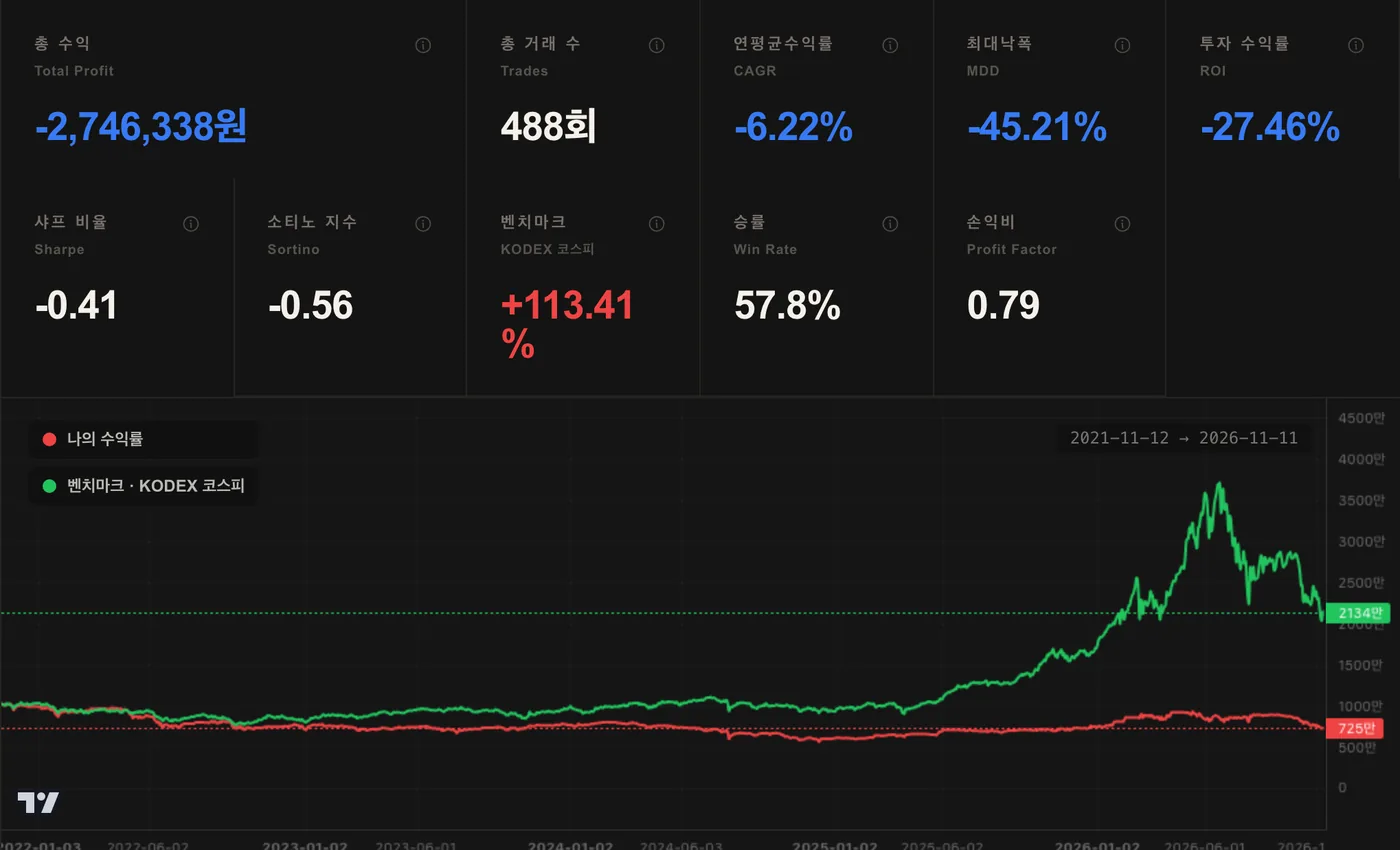 총 수익
Total Profit
-2,746,338원
총 거래 수
Trades
488회
연평균수익률
CAGR
-6.22%
최대낙폭
MDD
-45.21%
투자 수익률
ROI
-27.46%
샤프 비율
Sharpe
-0.41
소티노 지수
Sortino
-0.56
벤치마크
KODEX 코스피
+113.41
%
승률
Win Rate
57.8%
손익비
Profit Factor
0.79
나의 수익률
벤치마크 · KODEX 코스피
2021-11-12 → 2026-11-11
4500만
4000만
3500만
3000만
2500만
2134만
2000만
1500만
1000만
725만
500만
0
2022-01-03
2022-06-02
2023-01-02
2023-06-01
2024-01-02
2024-06-03
2025-01-02
2025-06-02
2026-01-02
2026-06-01
2026-1